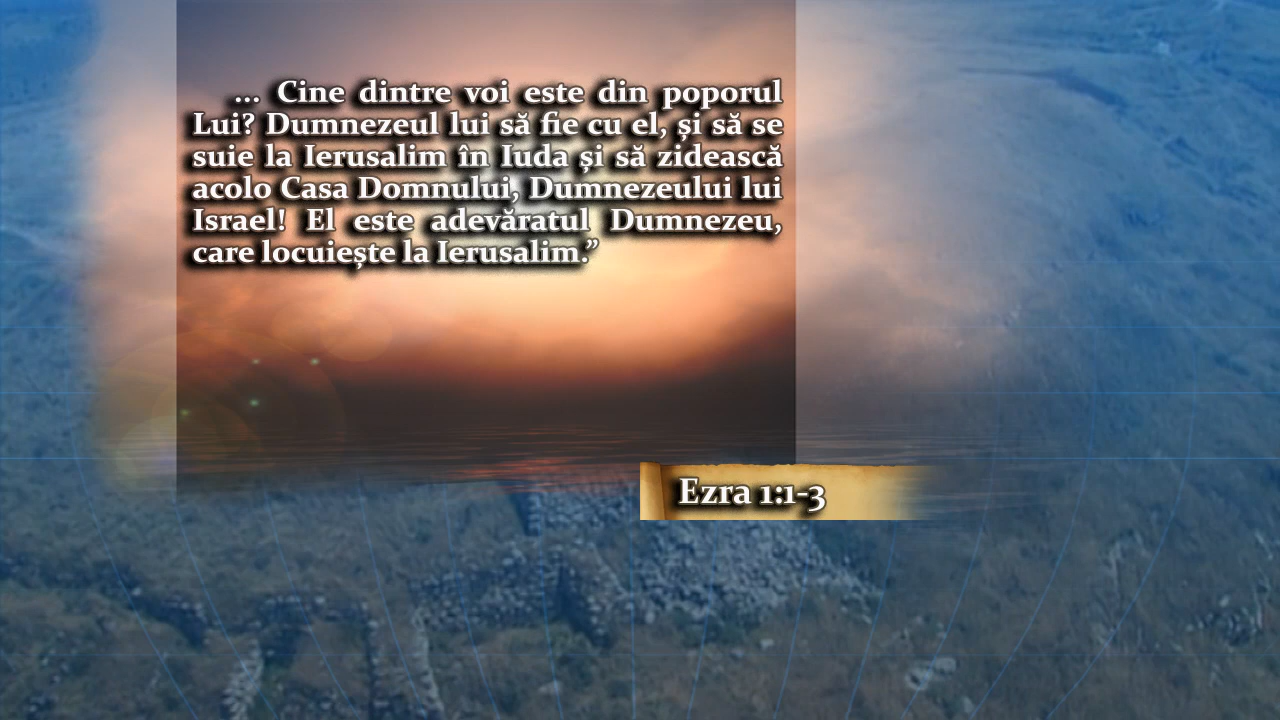 ... Cine dintre voi este din poporul
Lui? Dumnezeul lui să fie cu el, și să se
suie la Ierusalim în Iuda și să zidească
acolo Casa Domnului, Dumnezeului lui
Israel! El este adevăratul Dumnezeu,
care locuiește la Ierusalim.”
Ezra 1:1-3